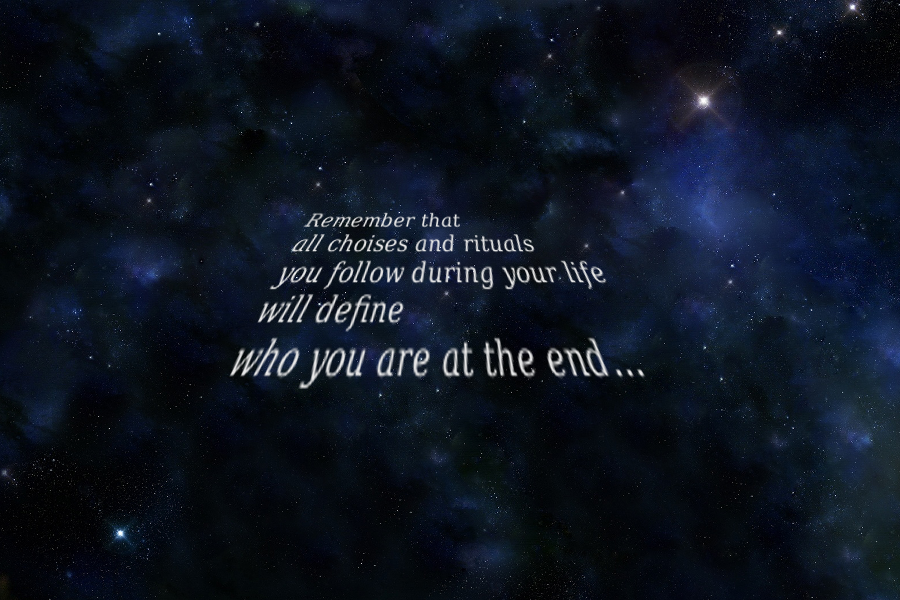 Remember that
all choises and rituals
you follow during your life
will define
who you are at the end...